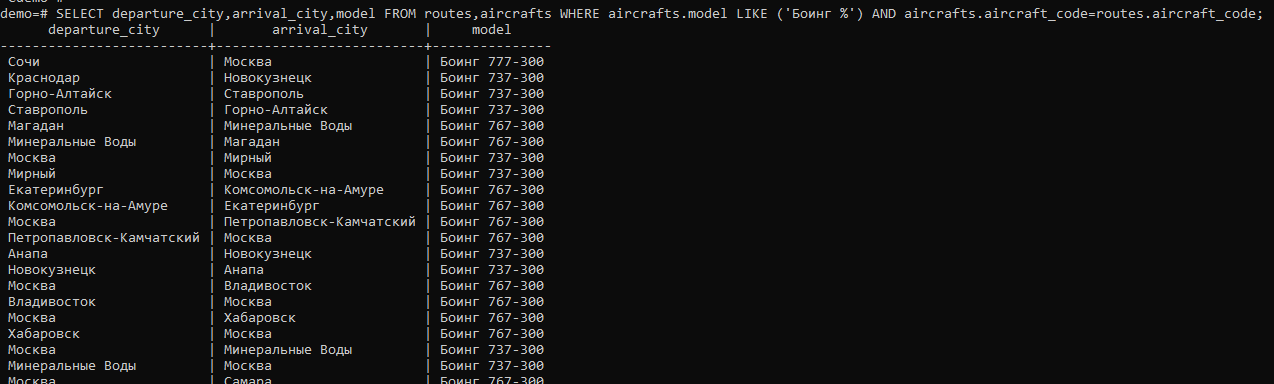 demo=# SELECT departure_city,arrival_city,model FROM routes,aircrafts WHERE aircrafts.model LIKE ('Боинг %') AND aircrafts.aircraft_code=routes.aircraft_code;
departure_city | arrival_city | model
--------------------------+--------------------------+---------------
Сочи | Москва | Боинг 777-300
Краснодар | Новокузнецк | Боинг 737-300
Горно-Алтайск | Ставрополь | Боинг 737-300
Ставрополь | Горно-Алтайск | Боинг 737-300
Магадан | Минеральные Воды | Боинг 767-300
Минеральные Воды | Магадан | Боинг 767-300
Москва | Мирный | Боинг 737-300
Мирный | Москва | Боинг 737-300
Екатеринбург | Комсомольск-на-Амуре | Боинг 767-300
Комсомольск-на-Амуре | Екатеринбург | Боинг 767-300
Москва | Петропавловск-Камчатский | Боинг 767-300
Петропавловск-Камчатский | Москва | Боинг 767-300
Анапа | Новокузнецк | Боинг 737-300
Новокузнецк | Анапа | Боинг 737-300
Москва | Владивосток | Боинг 767-300
Владивосток | Москва | Боинг 767-300
Москва | Хабаровск | Боинг 767-300
Хабаровск | Москва | Боинг 767-300
Москва | Минеральные Воды | Боинг 737-300
Минеральные Воды | Москва | Боинг 737-300
Москва | Самара | Боинг 767-300